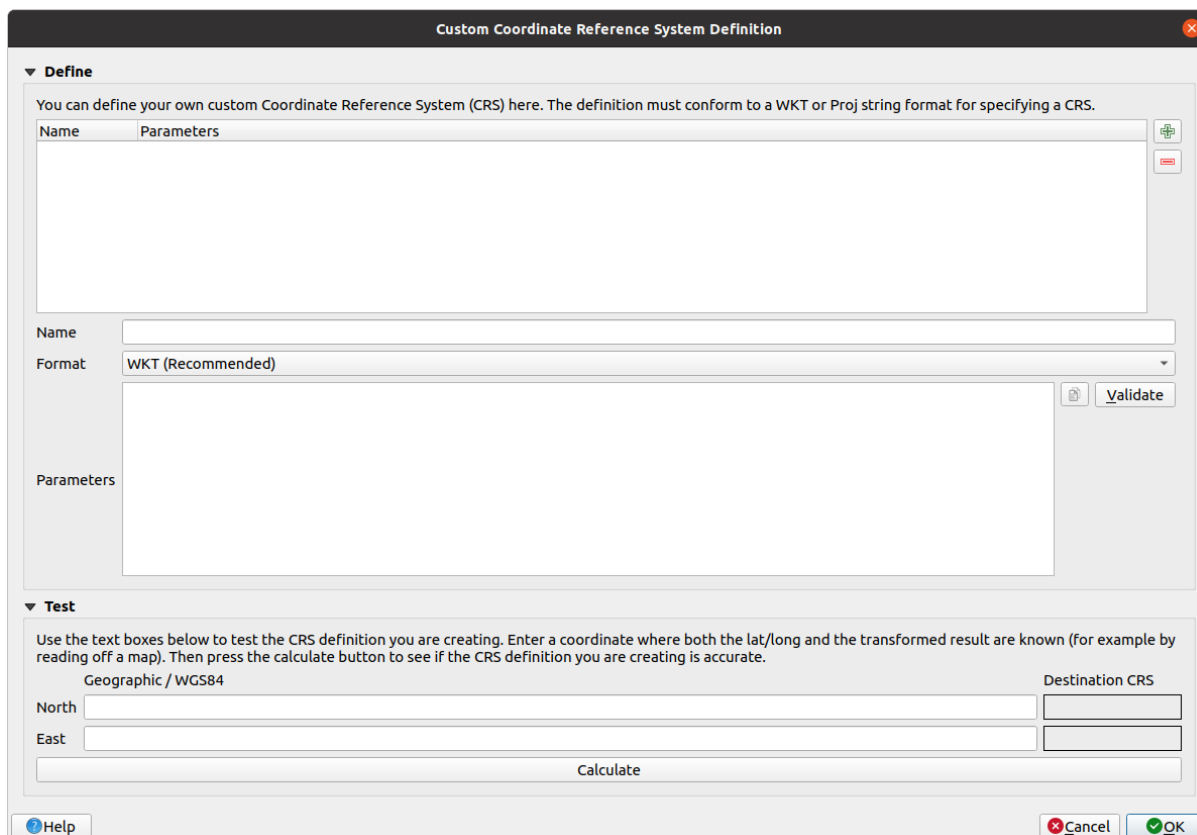 Custom Coordinate Reference System Definition
Define
You can define your own custom Coordinate Reference System (CRS) here. The definition must conform to a WKT or Proj string format for specifying a CRS.
Name Parameters
Name
Format WKT (Recommended)
Validate
Parameters
Test
Use the text boxes below to test the CRS definition you are creating. Enter a coordinate where both the lat/long and the transformed result are known (for example by
reading off a map). Then press the calculate button to see if the CRS definition you are creating is accurate.
Geographic / WGS84 Destination CRS
North
East
Calculate
Help Cancel OK